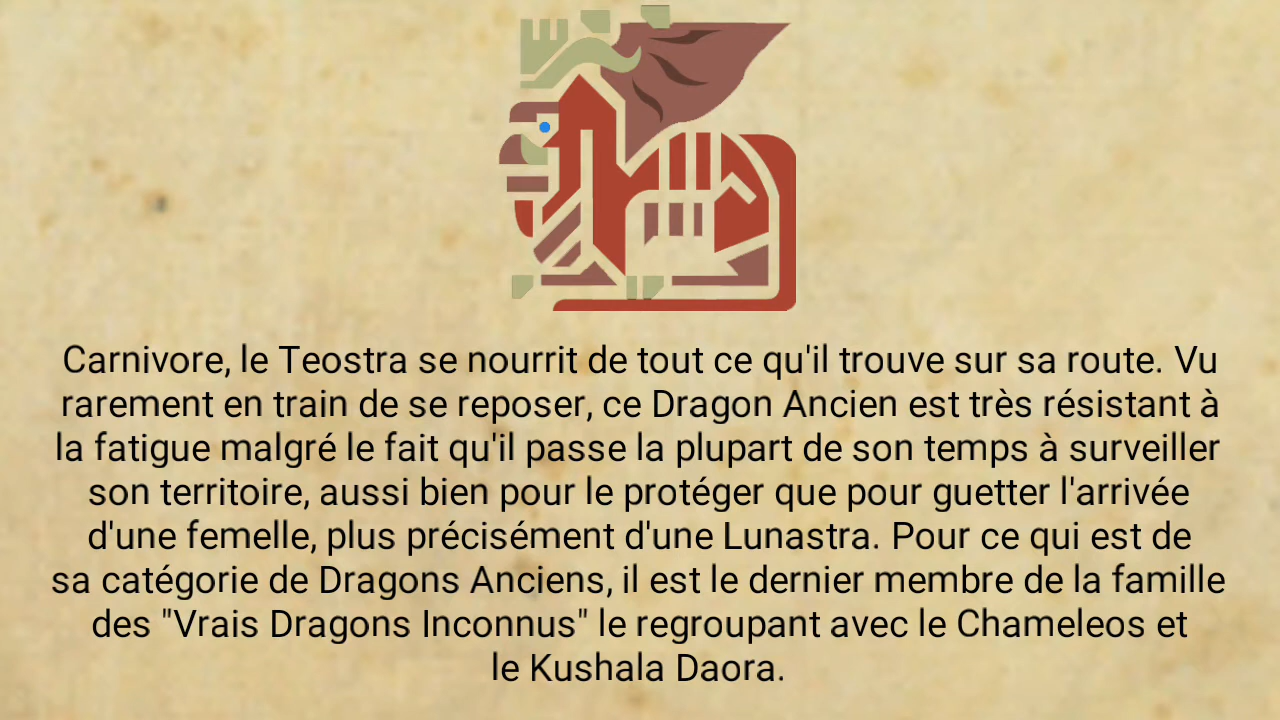 Carnivore, le Teostra se nourrit de tout ce qu'il trouve sur sa route. Vu
rarement en train de se reposer, ce Dragon Ancien est très résistant à
la fatigue malgré le fait qu'il passe la plupart de son temps à surveiller
son territoire, aussi bien pour le protéger que pour guetter l'arrivée
d'une femelle, plus précisément d'une Lunastra. Pour ce qui est de
sa catégorie de Dragons Anciens, il est le dernier membre de la famille
des "Vrais Dragons Inconnus" le regroupant avec le Chameleos et
le Kushala Daora.